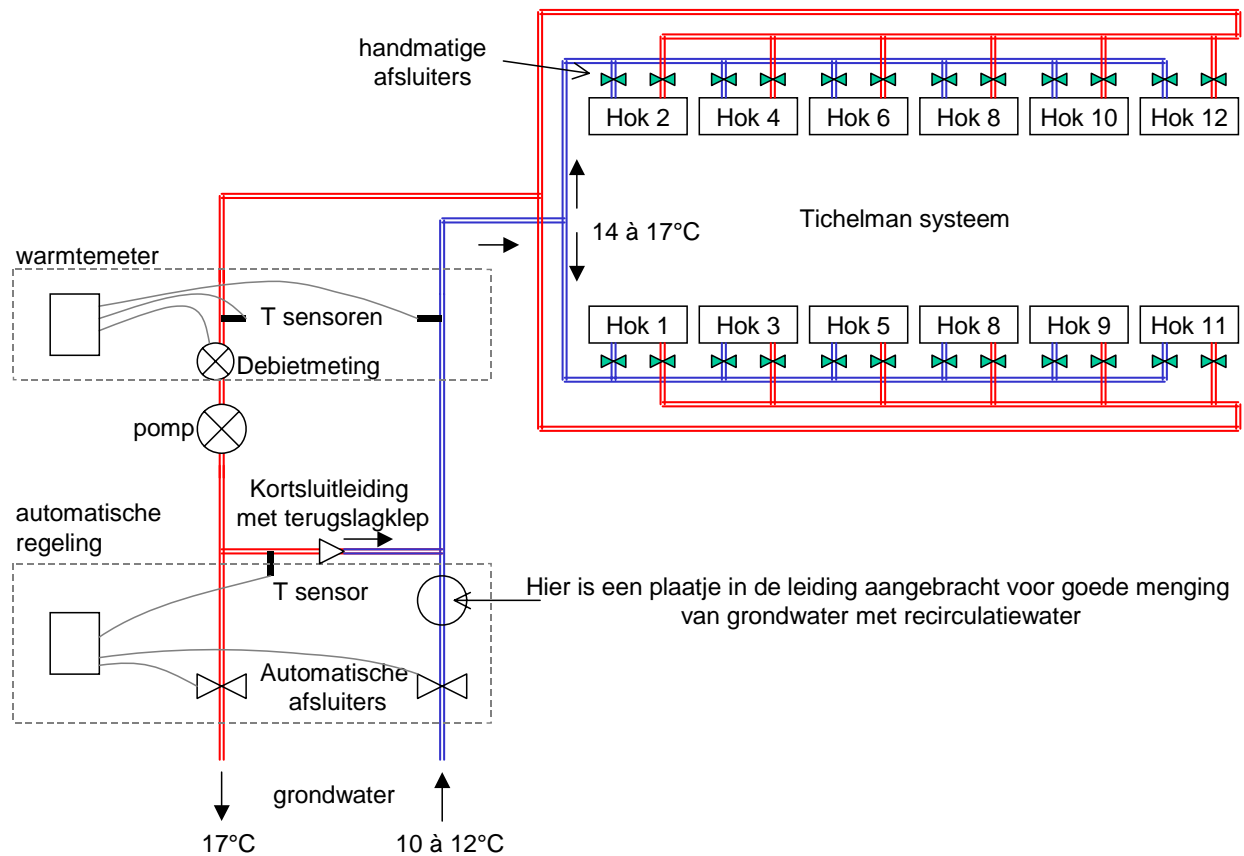 handmatige
afsluiters
Hok 2
Hok 4
Hok 6
Hok 8
Hok 10
Hok 12
14 à 17°C
Tichelman systeem
warmtemeter
T sensoren
Debietmeting
Hok 1
Hok 3
Hok 5
Hok 8
Hok 9
Hok 11
pomp
Kortsluitleiding
met terugslagklep
automatische
regeling
T sensor
Hier is een plaatje in de leiding aangebracht voor goede menging
van grondwater met recirculatiewater
Automatische
afsluiters
grondwater
17°C
10 à 12°C